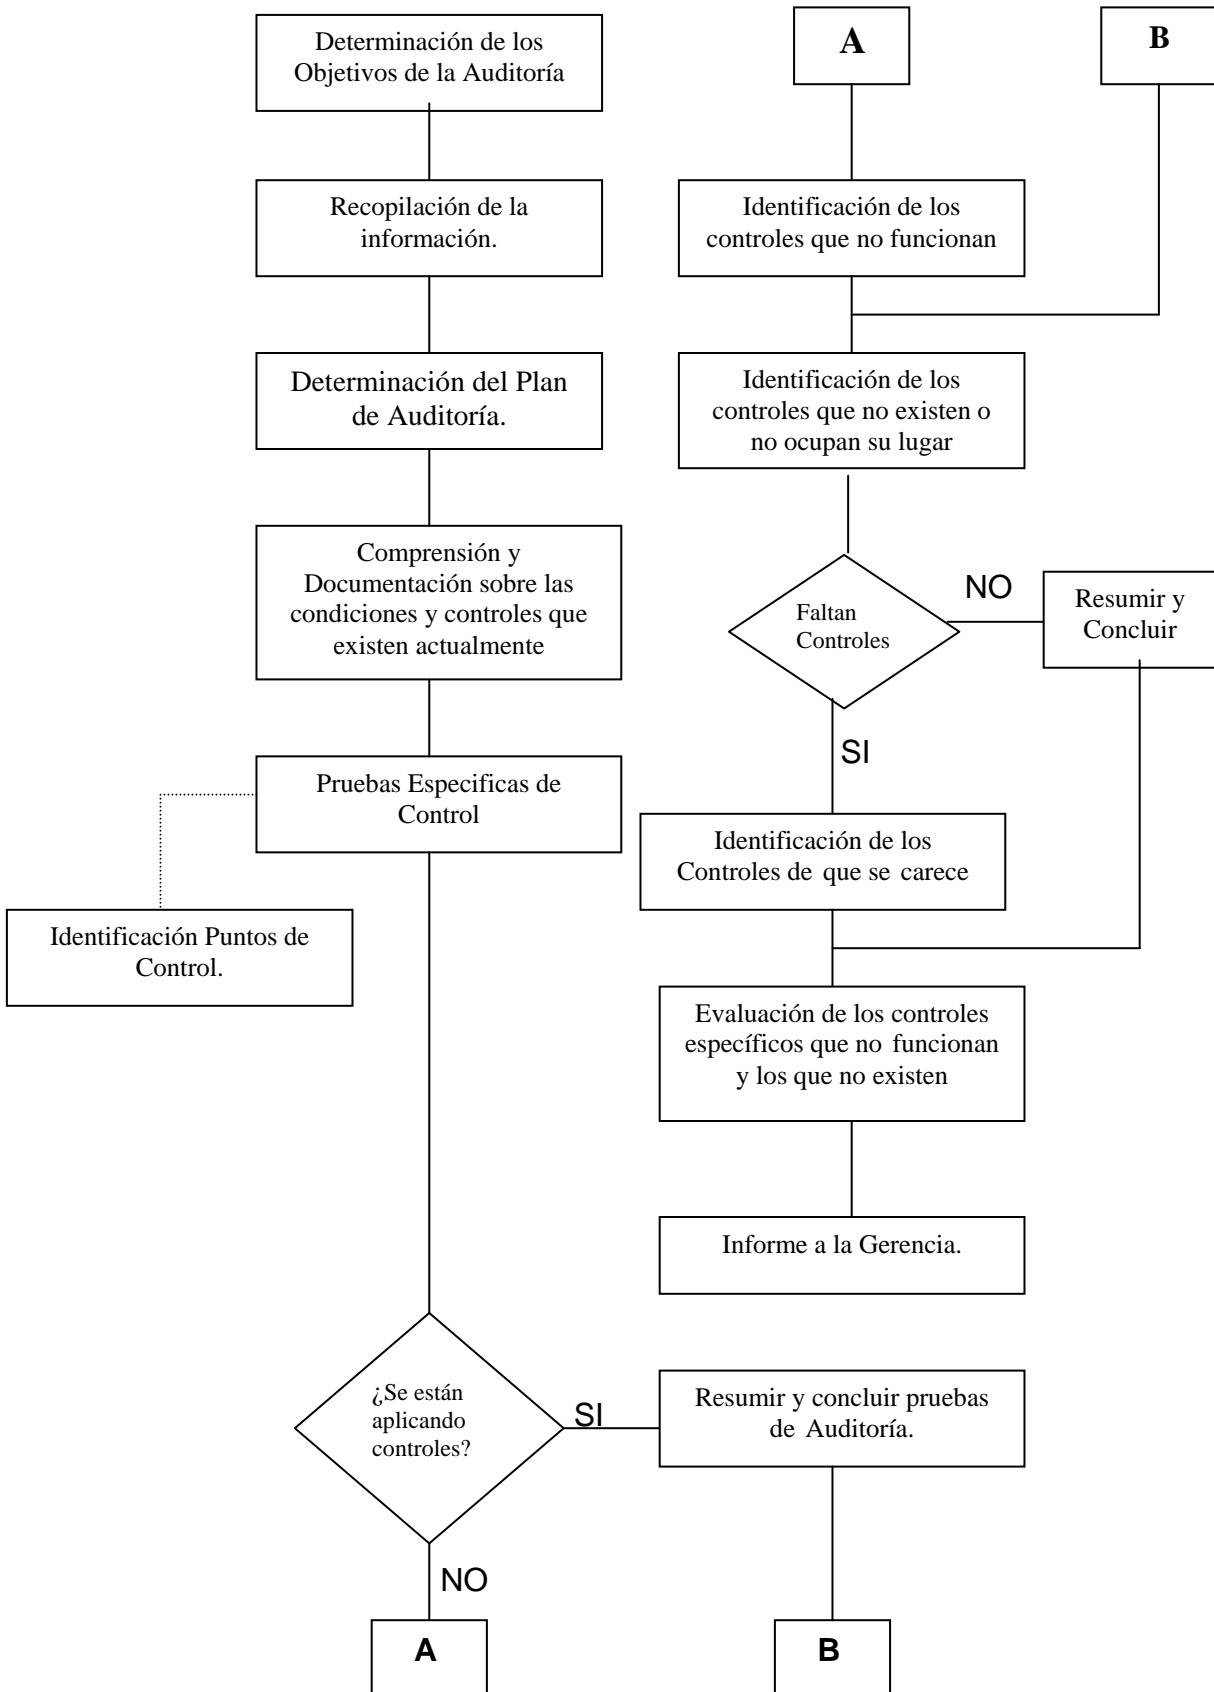 Determinación de los
Objetivos de la Auditoría
Recopilación de la
información.
Determinación del Plan
de Auditoría.
Comprensión y
Documentación sobre las
condiciones y controles que
existen actualmente
Pruebas Especificas de
Control
Identificación Puntos de
Control.
¿Se están
aplicando
controles?
SI
Resumir y concluir pruebas
de Auditoría.
NO
A
B
A
B
Identificación de los
controles que no funcionan
Identificación de los
controles que no existen o
no ocupan su lugar
Faltan
Controles
NO
Resumir y
Concluir
SI
Identificación de los
Controles de que se carece
Evaluación de los controles
específicos que no funcionan
y los que no existen
Informe a la Gerencia.